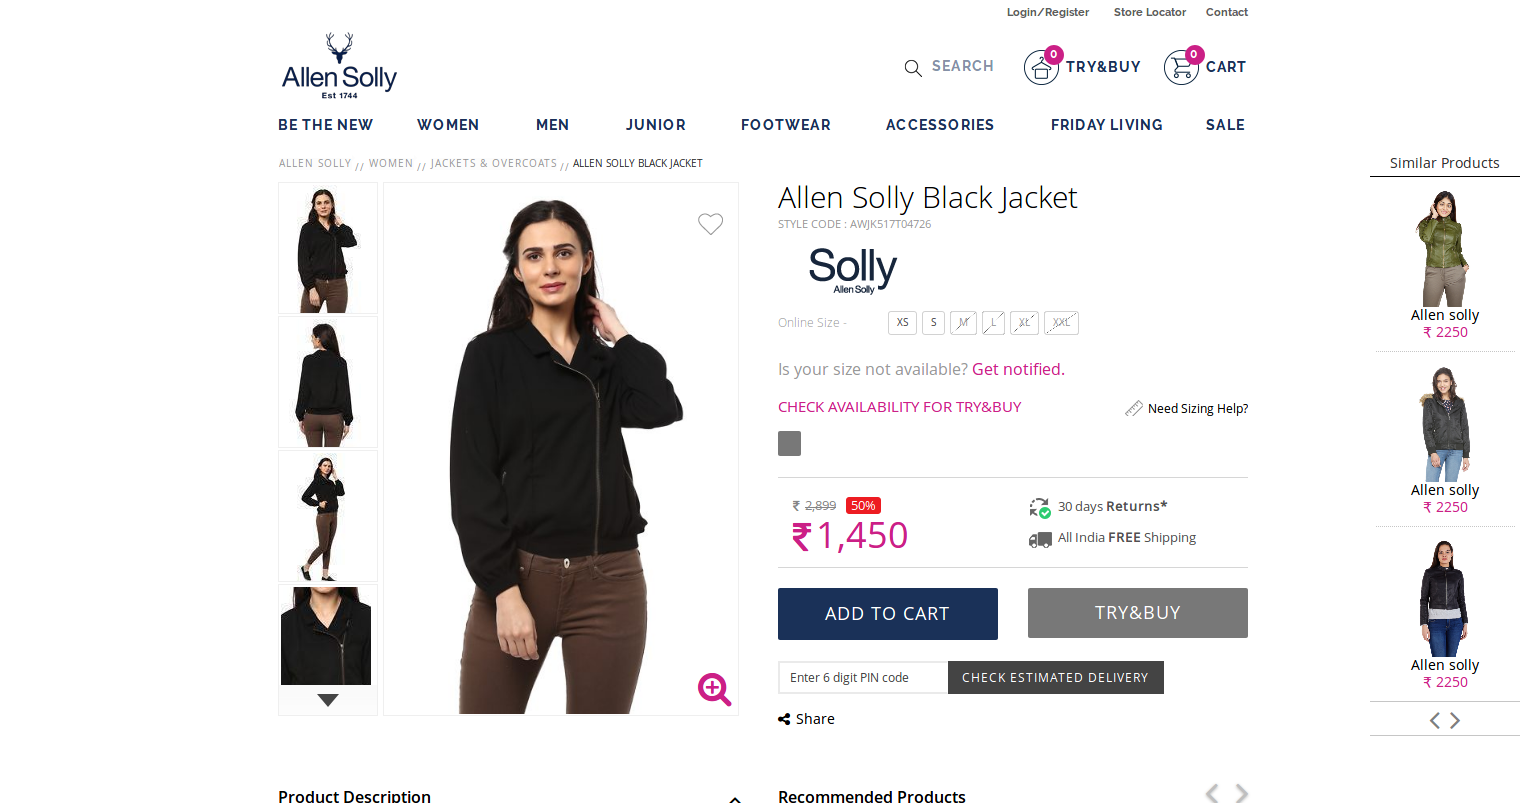 Login/Register Store Locator Contact
Allen Solly
Est 1744
SEARCH 0 TRY&BUY 0 CART
BE THE NEW WOMEN MEN JUNIOR FOOTWEAR ACCESSORIES FRIDAY LIVING SALE
ALLEN SOLLY // WOMEN // JACKETS & OVERCOATS // ALLEN SOLLY BLACK JACKET
Similar Products
Allen Solly Black Jacket
STYLE CODE : AWJK517T04726
Solly
Allen Solly
Online Size - XS S M L XL XXL
Is your size not available? Get notified.
CHECK AVAILABILITY FOR TRY&BUY
Need Sizing Help?
₹ 2,899 50%
₹1,450
30 days Returns*
All India FREE Shipping
ADD TO CART TRY&BUY
Enter 6 digit PIN code CHECK ESTIMATED DELIVERY
Share
Allen solly
₹ 2250
Allen solly
₹ 2250
Allen solly
₹ 2250
Product Description
Recommended Products